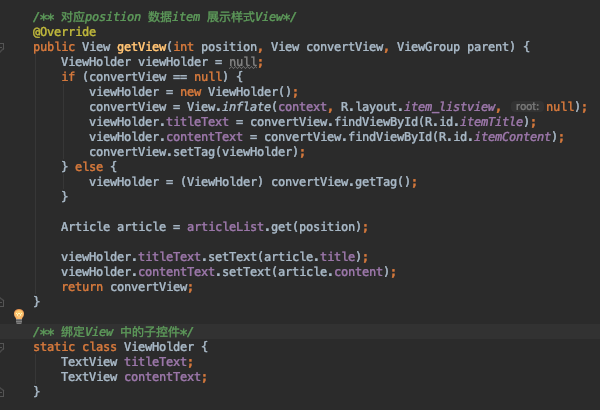 /** 对应position 数据item 展示样式View*/
@Override
public View getView(int position, View convertView, ViewGroup parent) {
    ViewHolder viewHolder = null;
    if (convertView == null) {
        viewHolder = new ViewHolder();
        convertView = View.inflate(context, R.layout.item_listview, root: null);
        viewHolder.titleText = convertView.findViewById(R.id.itemTitle);
        viewHolder.contentText = convertView.findViewById(R.id.itemContent);
        convertView.setTag(viewHolder);
    } else {
        viewHolder = (ViewHolder) convertView.getTag();
    }
    Article article = articleList.get(position);
    viewHolder.titleText.setText(article.title);
    viewHolder.contentText.setText(article.content);
    return convertView;
}
/** 绑定View 中的子控件*/
static class ViewHolder {
    TextView titleText;
    TextView contentText;
}